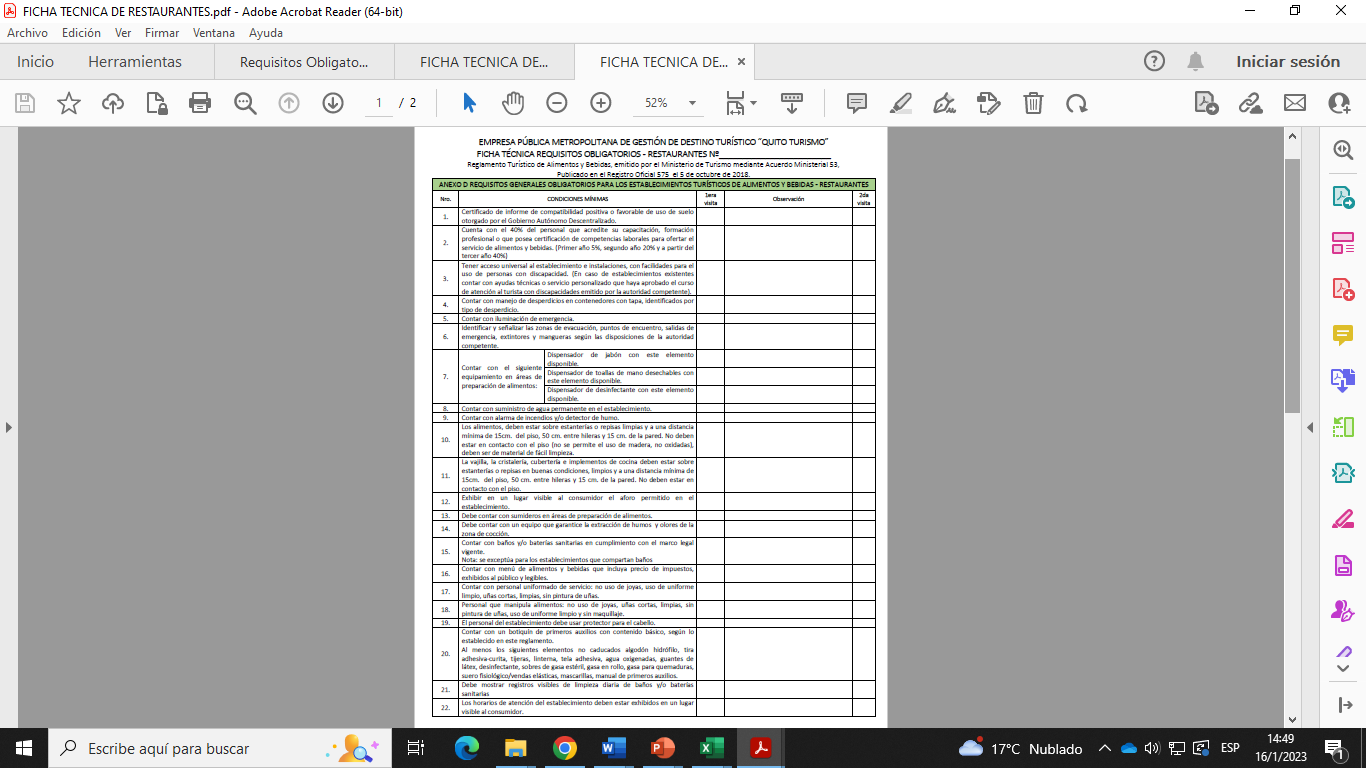 FICHA TECNICA DE RESTAURANTES.pdf - Adobe Acrobat Reader (64-bit)
Archivo Edición Ver Firmar Ventana Ayuda
Inicio Herramientas Requisitos Obligato... FICHA TECNICA DE... FICHA TECNICA DE... Iniciar sesión
1 / 2 52%
EMPRESA PÚBLICA METROPOLITANA DE GESTIÓN DE DESTINO TURÍSTICO "QUITO TURISMO"
FICHA TÉCNICA REQUISITOS OBLIGATORIOS - RESTAURANTES Nº
Reglamento Turístico de Alimentos y Bebidas, emitido por el Ministerio de Turismo mediante Acuerdo Ministerial 53,
Publicado en el Registro Oficial 575 el 5 de octubre de 2018.
ANEXO D REQUISITOS GENERALES OBLIGATORIOS PARA LOS ESTABLECIMIENTOS TURÍSTICOS DE ALIMENTOS Y BEBIDAS - RESTAURANTES
Nro. CONDICIONES MÍNIMAS 1era visita Observación 2da visita
1. Certificado de informe de compatibilidad positiva o favorable de uso de suelo
otorgado por el Gobierno Autónomo Descentralizado.
2. Cuenta con el 40% del personal que acredite su capacitación, formación
profesional o que posea certificación de competencias laborales para ofertar el
servicio de alimentos y bebidas. (Primer año 5%, segundo año 20% y a partir del
tercer año 40%)
3. Tener acceso universal al establecimiento e instalaciones, con facilidades para el
uso de personas con discapacidad. (En caso de establecimientos existentes
contar con ayudas técnicas o servicio personalizado que haya aprobado el curso
de atención al turista con discapacidades emitido por la autoridad competente).
4. Contar con manejo de desperdicios en contenedores con tapa, identificados por
tipo de desperdicio.
5. Contar con iluminación de emergencia.
6. Identificar y señalizar las zonas de evacuación, puntos de encuentro, salidas de
emergencia, extintores y mangueras según las disposiciones de la autoridad
competente.
7. Contar con el siguiente
equipamiento en áreas de
preparación de alimentos:
Dispensador de jabón con este elemento
disponible.
Dispensador de toallas de mano desechables con
este elemento disponible.
Dispensador de desinfectante con este elemento
disponible.
8. Contar con suministro de agua permanente en el establecimiento.
9. Contar con alarma de incendios y/o detector de humo.
10. Los alimentos, deben estar sobre estanterías o repisas limpias y a una distancia
mínima de 15cm. del piso, 50 cm. entre hileras y 15 cm. de la pared. No deben
estar en contacto con el piso (no se permite el uso de madera, no oxidadas),
deben ser de material de fácil limpieza.
11. La vajilla, la cristalería, cubertería e implementos de cocina deben estar sobre
estanterías o repisas en buenas condiciones, limpios y a una distancia mínima de
15cm. del piso, 50 cm. entre hileras y 15 cm. de la pared. No deben estar en
contacto con el piso.
12. Exhibir en un lugar visible al consumidor el aforo permitido en el
establecimiento.
13. Debe contar con sumideros en áreas de preparación de alimentos.
14. Debe contar con un equipo que garantice la extracción de humos y olores de la
zona de cocción.
15. Contar con baños y/o baterías sanitarias en cumplimiento con el marco legal
vigente.
Nota: se exceptúa para los establecimientos que compartan baños
16. Contar con menú de alimentos y bebidas que incluya precio de impuestos,
exhibidos al público y legibles.
17. Contar con personal uniformado de servicio: no uso de joyas, uso de uniforme
limpio, uñas cortas, limpias, sin pintura de uñas.
18. Personal que manipula alimentos: no uso de joyas, uñas cortas, limpias, sin
pintura de uñas, uso de uniforme limpio y sin maquillaje.
19. El personal del establecimiento debe usar protector para el cabello.
20. Contar con un botiquín de primeros auxilios con contenido básico, según lo
establecido en este reglamento.
Al menos los siguientes elementos no caducados algodón hidrófilo, tira
adhesiva-curita, tijeras, linterna, tela adhesiva, agua oxigenadas, guantes de
látex, desinfectante, sobres de gasa estéril, gasa en rollo, gasa para quemaduras,
suero fisiológico/vendas elásticas, mascarillas, manual de primeros auxilios.
21. Debe mostrar registros visibles de limpieza diaria de baños y/o baterías
sanitarias
22. Los horarios de atención del establecimiento deben estar exhibidos en un lugar
visible al consumidor.
Escribe aquí para buscar 17°C Nublado ESP 14:49
16/1/2023 1